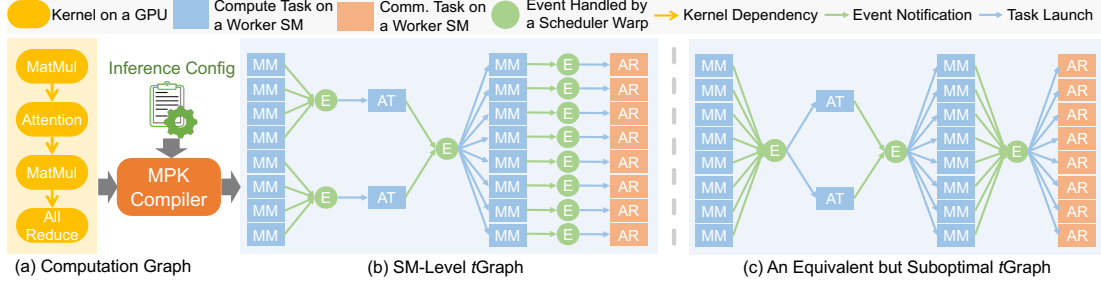 Kernel on a GPU
Compute Task on
a Worker SM
Comm. Task on
a Worker SM
E
Event Handled by
a Scheduler Warp
Kernel Dependency
Event Notification
Task Launch
MatMul
Attention
MatMul
All
Reduce
Inference Config
MPK
Compiler
MM
MM
MM
MM
MM
MM
MM
MM
E
E
AT
AT
E
MM
MM
MM
MM
MM
MM
MM
MM
E
E
E
E
E
E
E
E
AR
AR
AR
AR
AR
AR
AR
AR
MM
MM
MM
MM
MM
MM
MM
MM
E
AT
AT
E
MM
MM
MM
MM
MM
MM
MM
MM
E
AR
AR
AR
AR
AR
AR
AR
AR
(a) Computation Graph
(b) SM-Level tGraph
(c) An Equivalent but Suboptimal tGraph